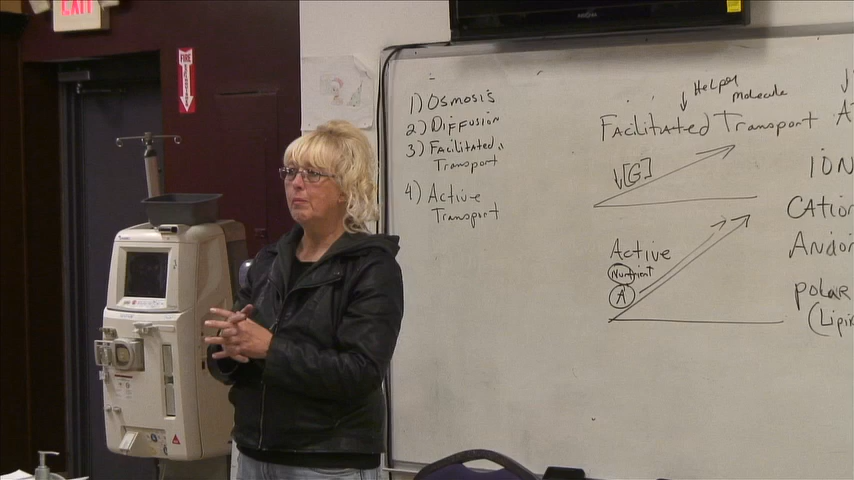 EXIT
FIRE
1) Osmosis
2) Diffusion
3) Facilitated
Transport
4) Active
Transport
Helper
Molecule
Facilitated Transport
[G]
Active
Nutrient
A
ION
CATION
polar
(Lipi